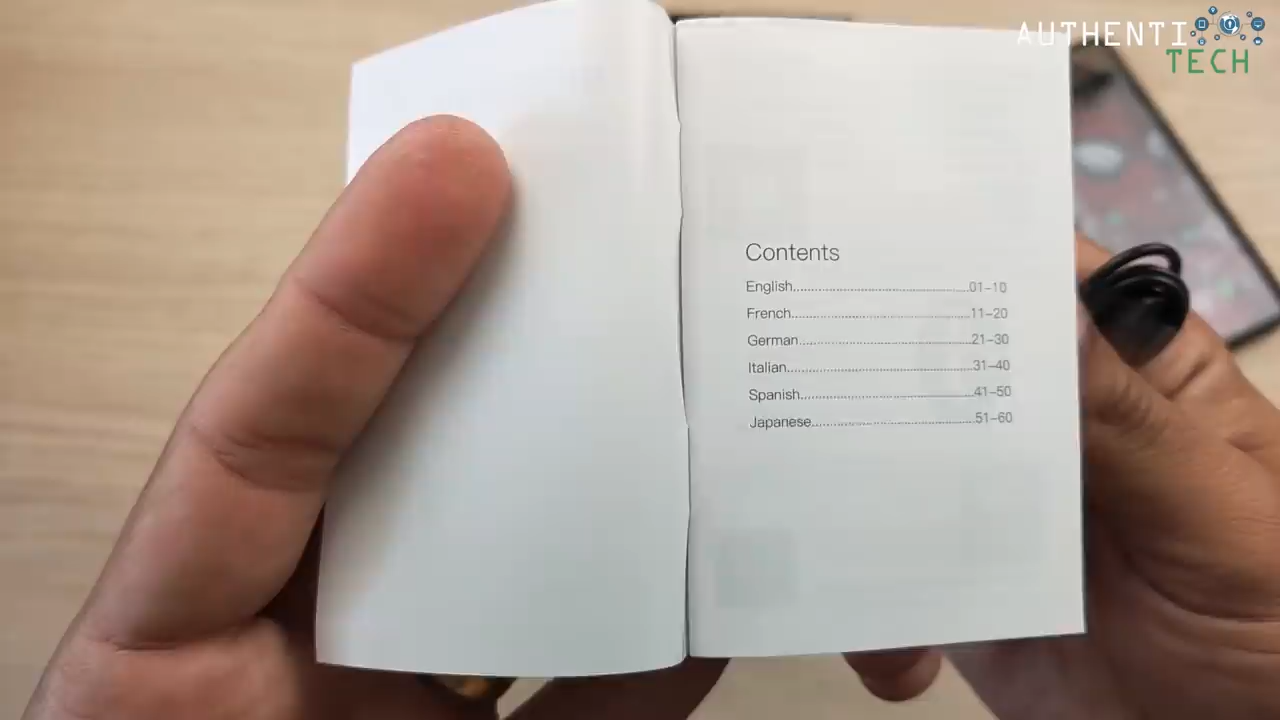 AUTHENTI
TECH
Contents
English..........01-10
French..........11-20
German..........21-30
Italian..........31-40
Spanish..........41-50
Japanese..........51-60